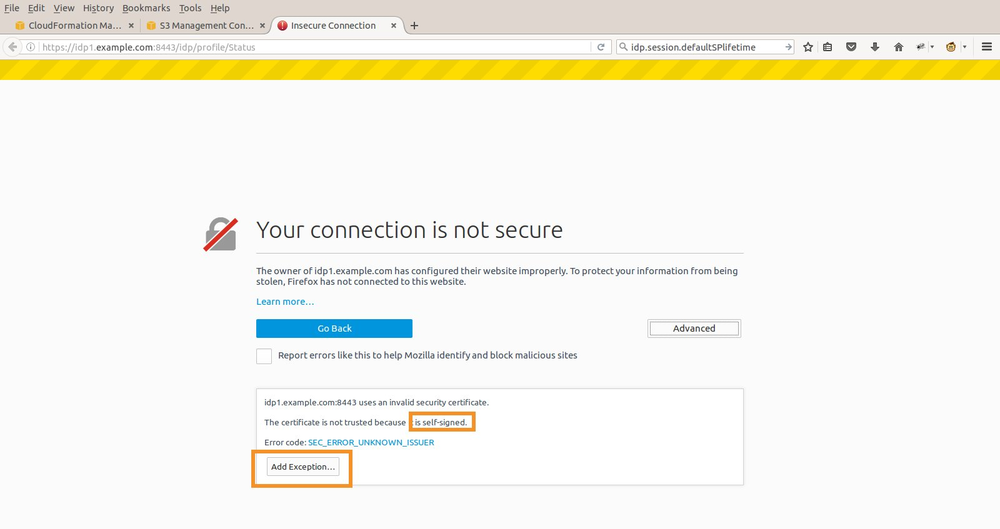 File Edit View History Bookmarks Tools Help
CloudFormation Ma... S3 Management Con... Insecure Connection
https://idp1.example.com:8443/idp/profile/Status idp.session.defaultSPlifetime
Your connection is not secure
The owner of idp1.example.com has configured their website improperly. To protect your information from being
stolen, Firefox has not connected to this website.
Learn more...
Go Back Advanced
Report errors like this to help Mozilla identify and block malicious sites
idp1.example.com:8443 uses an invalid security certificate.
The certificate is not trusted because it is self-signed.
Error code: SEC_ERROR_UNKNOWN_ISSUER
Add Exception...